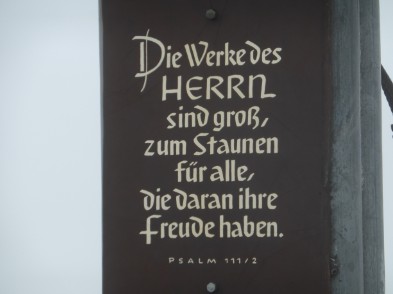 Die Werke des
HERRN
sind groß,
zum Staunen
für alle,
die daran ihre
Freude haben.
PSALM 111/2